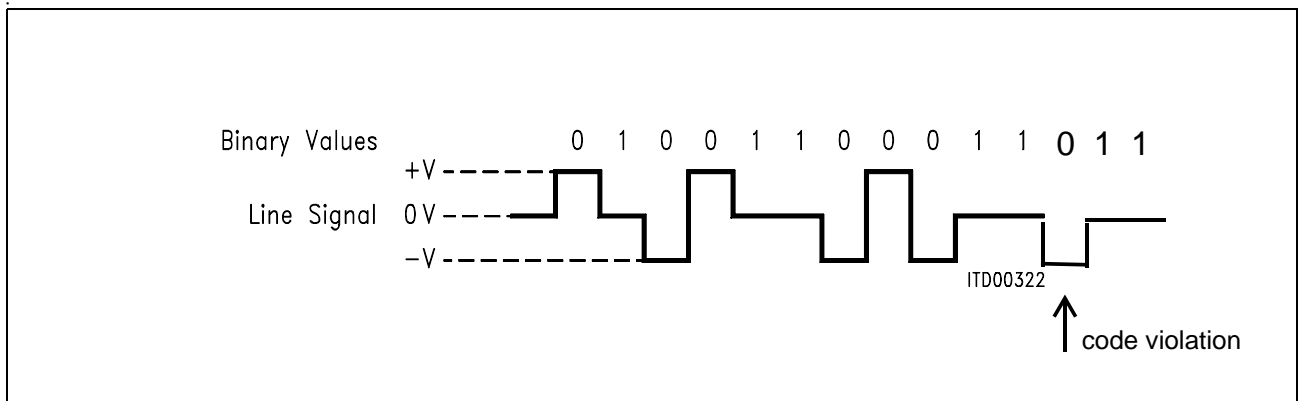 Binary Values 0 1 0 0 1 1 0 0 0 1 1 0 1 1
+V
Line Signal 0V
−V
ITD00322
code violation